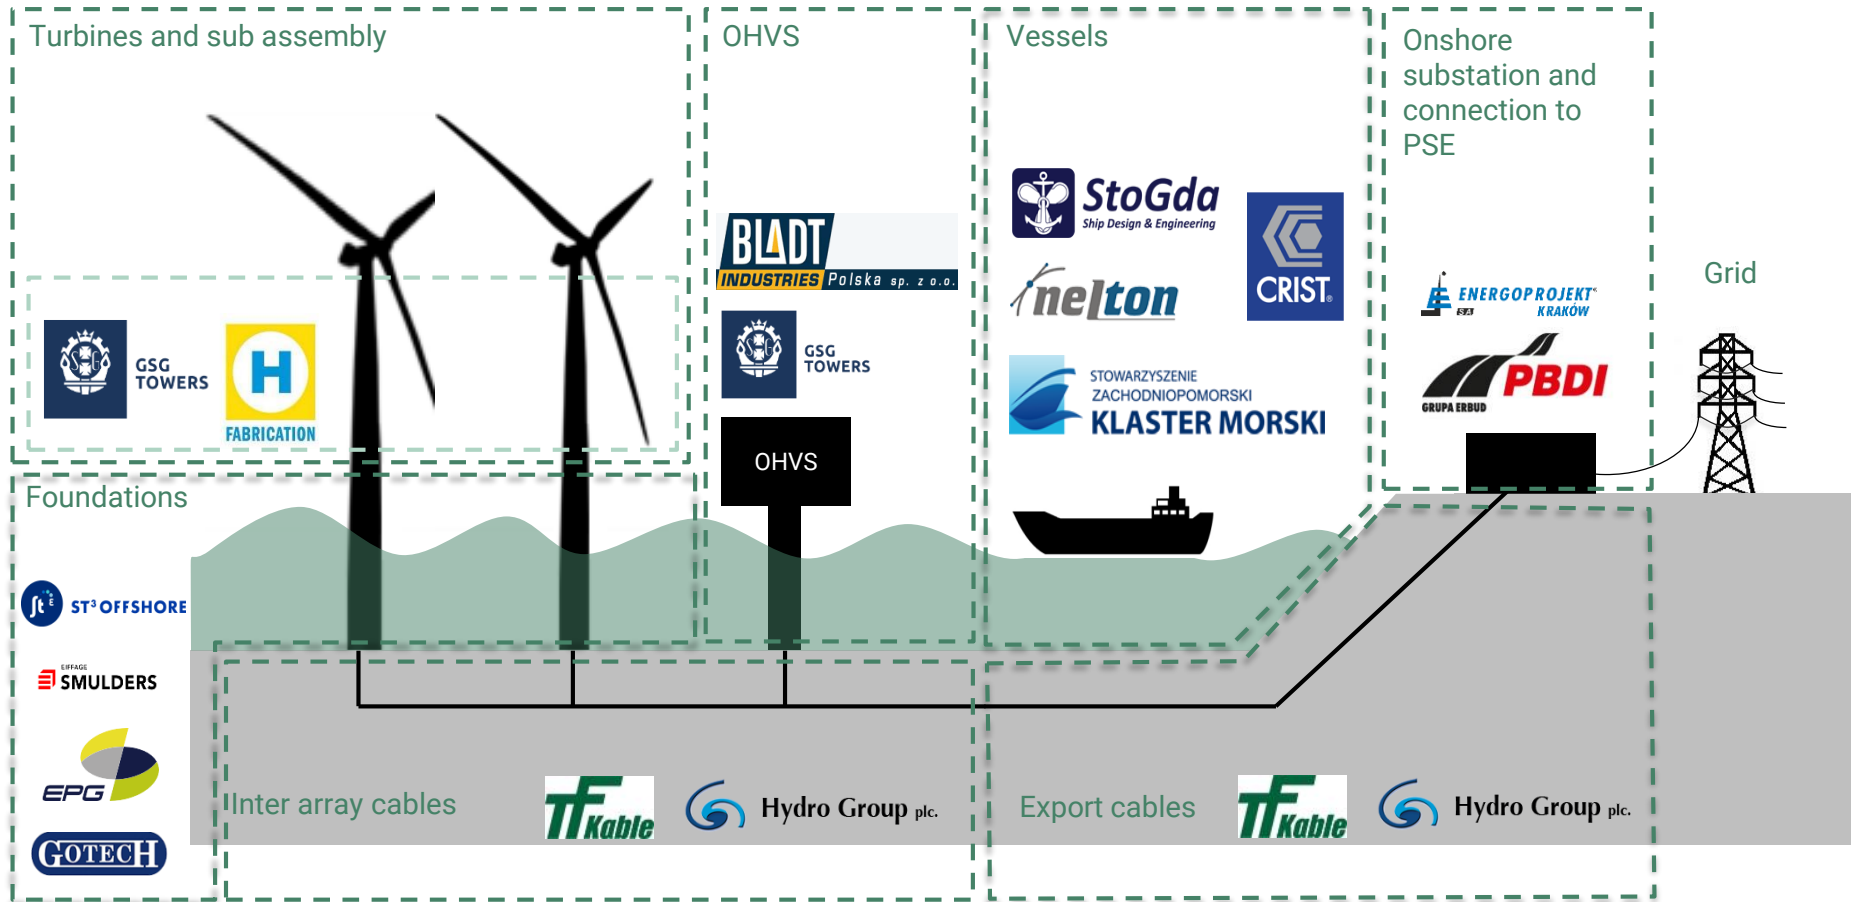 Turbines and sub assembly
GSG
TOWERS
H
FABRICATION
OHVS
BLADT
INDUSTRIES Polska sp. z o.o.
GSG
TOWERS
OHVS
Vessels
StoGda
Ship Design & Engineering
CRIST®
nelton
STOWARZYSZENIE
ZACHODNIOPOMORSKI
KLASTER MORSKI
Onshore
substation and
connection to
PSE
ENERGOPROJEKT
SA KRAKÓW
PBDI
GRUPA ERBUD
Grid
Foundations
ST³ OFFSHORE
EIFFAGE
SMULDERS
EPG
GOTECH
Inter array cables
TF Kable
Hydro Group plc.
Export cables
TF Kable
Hydro Group plc.